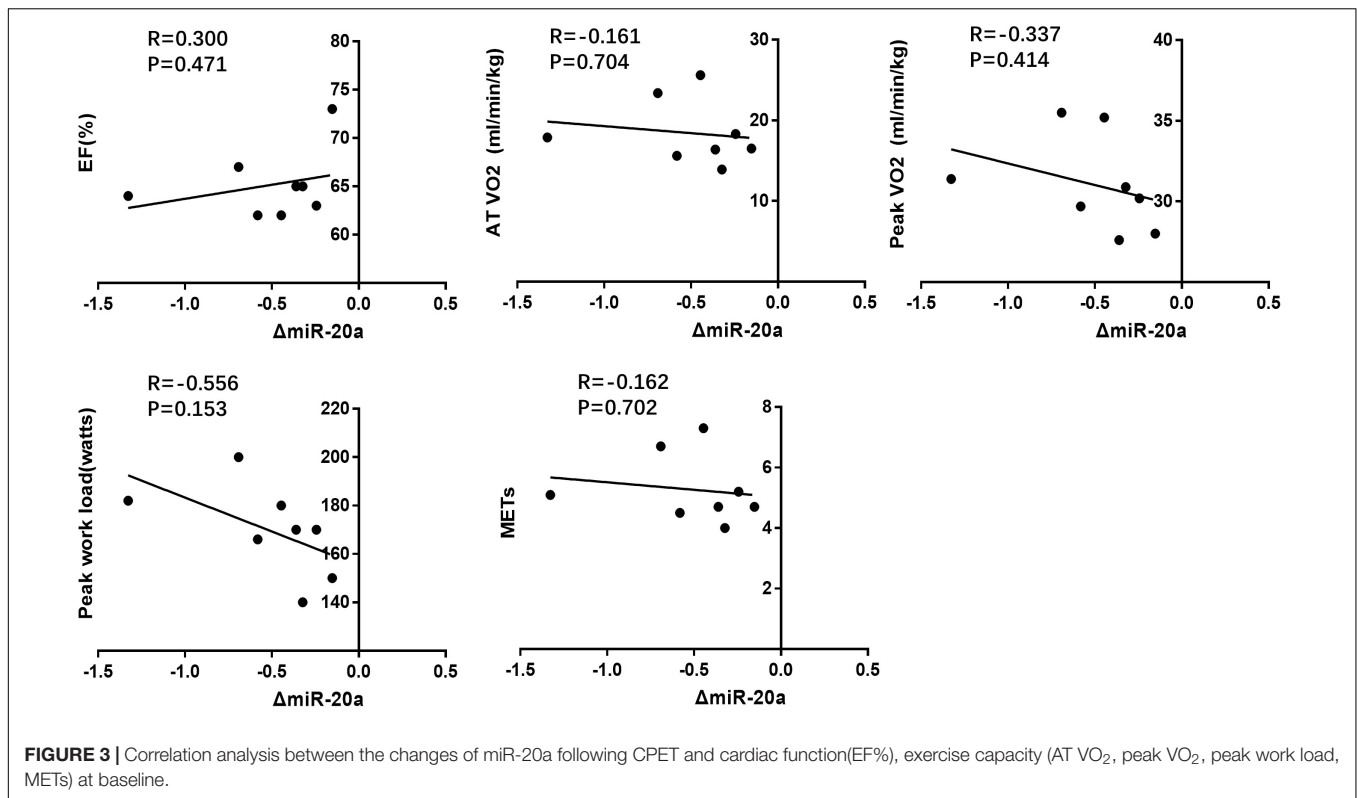 R=0.300
P=0.471
EF(%)
80
75
70
65
60
-1.5 -1.0 -0.5 0.0 0.5
ΔmiR-20a
R=-0.161
P=0.704
AT VO2 (ml/min/kg)
30
20
10
-1.5 -1.0 -0.5 0.0 0.5
ΔmiR-20a
R=-0.337
P=0.414
Peak VO2 (ml/min/kg)
40
35
30
-1.5 -1.0 -0.5 0.0 0.5
ΔmiR-20a
R=-0.556
P=0.153
Peak work load(watts)
220
200
180
160
140
-1.5 -1.0 -0.5 0.0 0.5
ΔmiR-20a
R=-0.162
P=0.702
METs
8
6
4
2
-1.5 -1.0 -0.5 0.0 0.5
ΔmiR-20a
FIGURE 3 | Correlation analysis between the changes of miR-20a following CPET and cardiac function(EF%), exercise capacity (AT VO₂, peak VO₂, peak work load,
METs) at baseline.